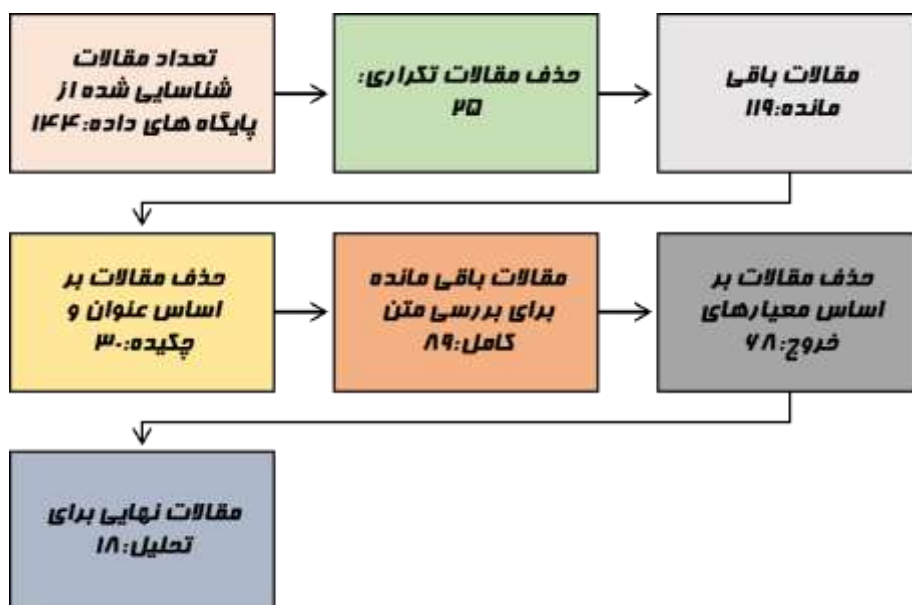 تعداد مقالات
شناسایی شده از
پایگاه های داده:۱۴۴
حذف مقالات تکراری:
۲۵
مقالات باقی
مانده:۱۱۹
حذف مقالات بر
اساس عنوان و
چکیده:۳۰
مقالات باقی مانده
برای بررسی متن
کامل:۸۹
حذف مقالات بر
اساس معیارهای
خروج:۶۸
مقالات نهایی برای
تحلیل:۱۸